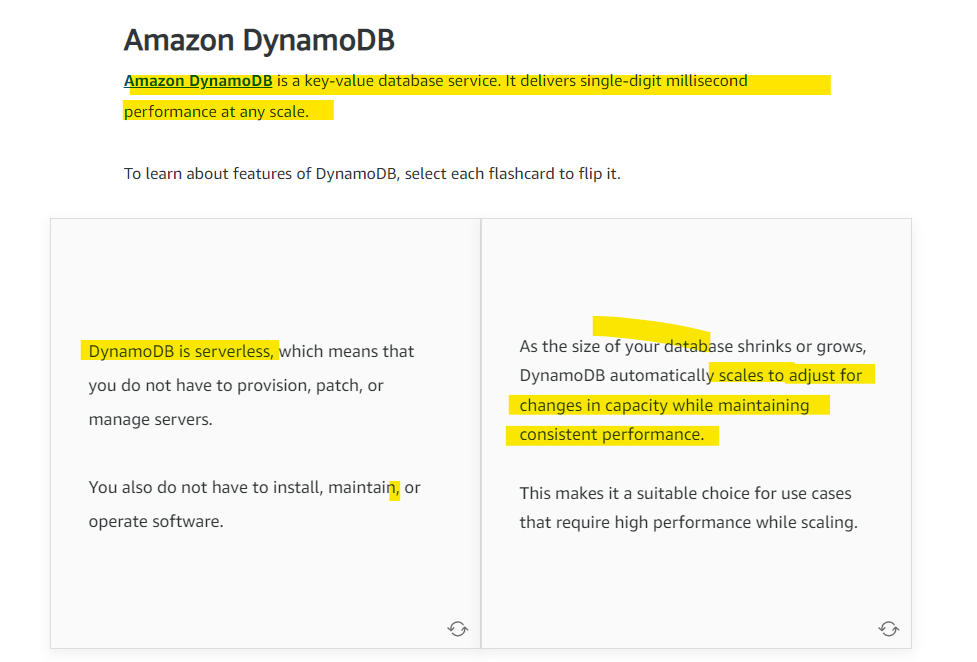 Amazon DynamoDB
Amazon DynamoDB is a key-value database service. It delivers single-digit millisecond
performance at any scale.
To learn about features of DynamoDB, select each flashcard to flip it.
DynamoDB is serverless, which means that
you do not have to provision, patch, or
manage servers.
You also do not have to install, maintain, or
operate software.
As the size of your database shrinks or grows,
DynamoDB automatically scales to adjust for
changes in capacity while maintaining
consistent performance.
This makes it a suitable choice for use cases
that require high performance while scaling.